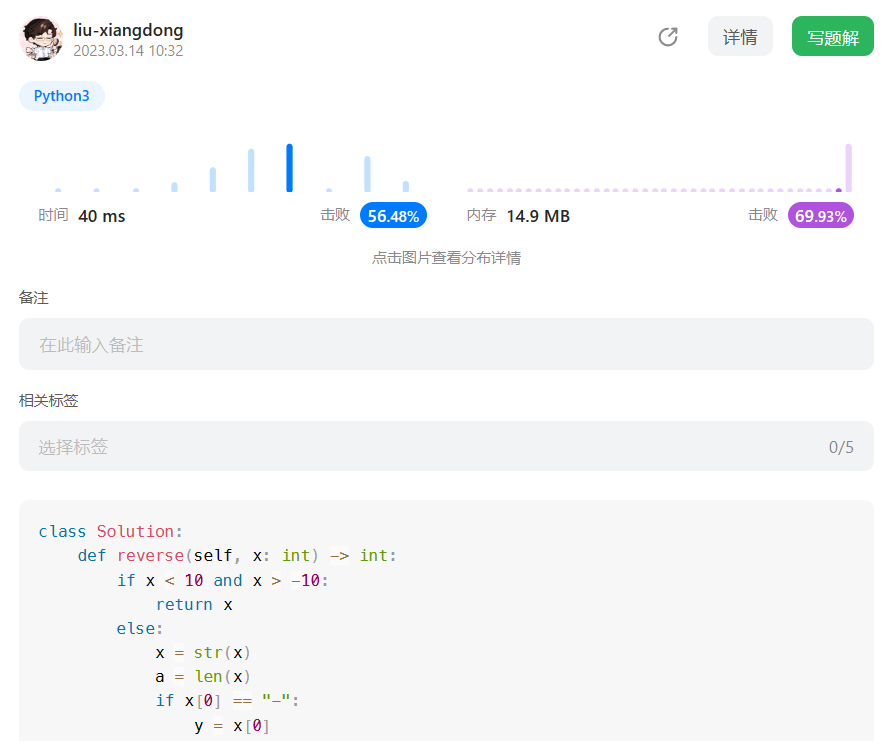 liu-xiangdong
2023.03.14 10:32
详情
写题解
Python3
时间 40 ms 击败 56.48% 内存 14.9 MB 击败 69.93%
点击图片查看分布详情
备注
在此输入备注
相关标签
选择标签 0/5
class Solution:
    def reverse(self, x: int) -> int:
        if x < 10 and x > -10:
            return x
        else:
            x = str(x)
            a = len(x)
            if x[0] == "-":
                y = x[0]